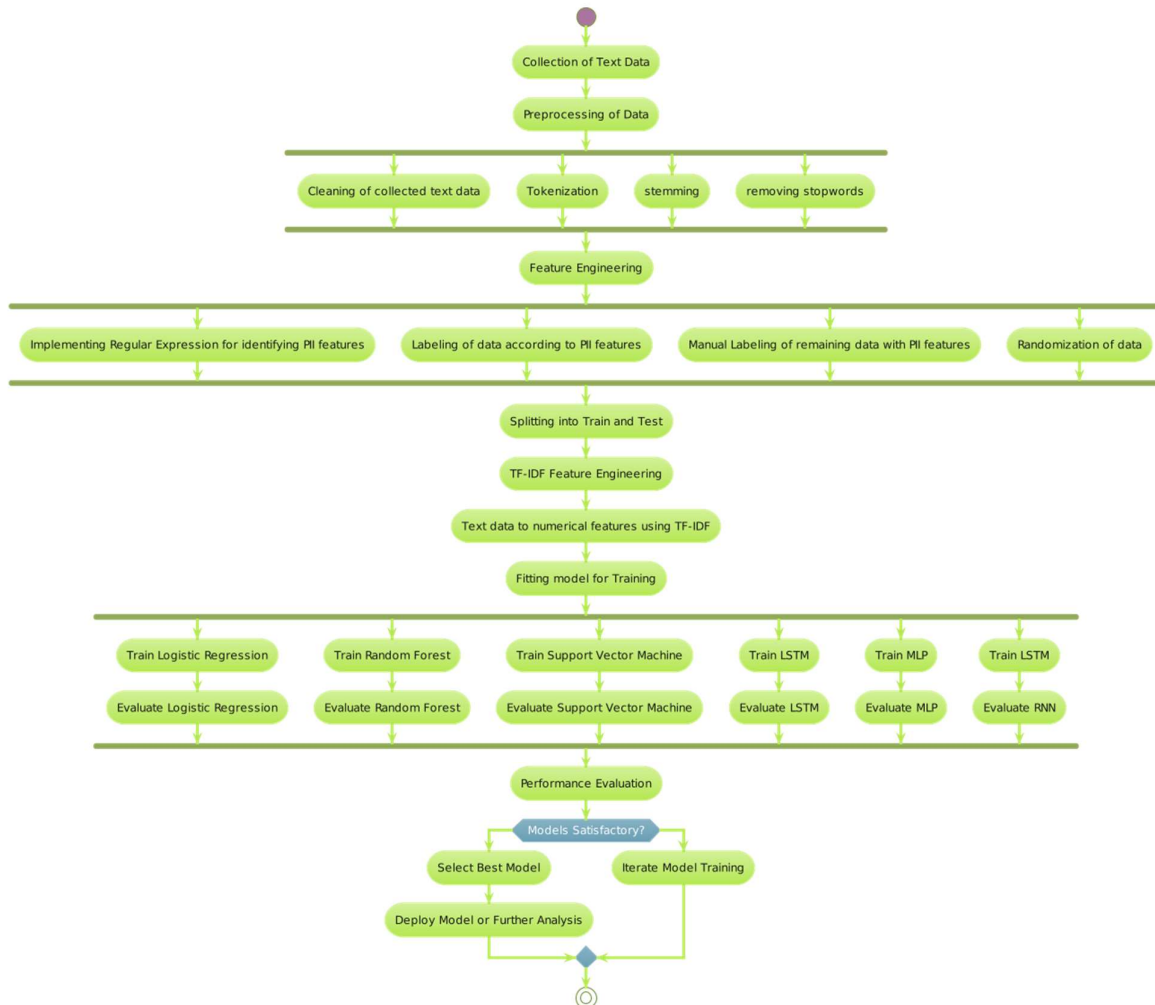 Collection of Text Data
Preprocessing of Data
Cleaning of collected text data
Tokenization
stemming
removing stopwords
Feature Engineering
Implementing Regular Expression for identifying PII features
Labeling of data according to PII features
Manual Labeling of remaining data with PII features
Randomization of data
Splitting into Train and Test
TF-IDF Feature Engineering
Text data to numerical features using TF-IDF
Fitting model for Training
Train Logistic Regression
Train Random Forest
Train Support Vector Machine
Train LSTM
Train MLP
Train LSTM
Evaluate Logistic Regression
Evaluate Random Forest
Evaluate Support Vector Machine
Evaluate LSTM
Evaluate MLP
Evaluate RNN
Performance Evaluation
Models Satisfactory?
Select Best Model
Iterate Model Training
Deploy Model or Further Analysis